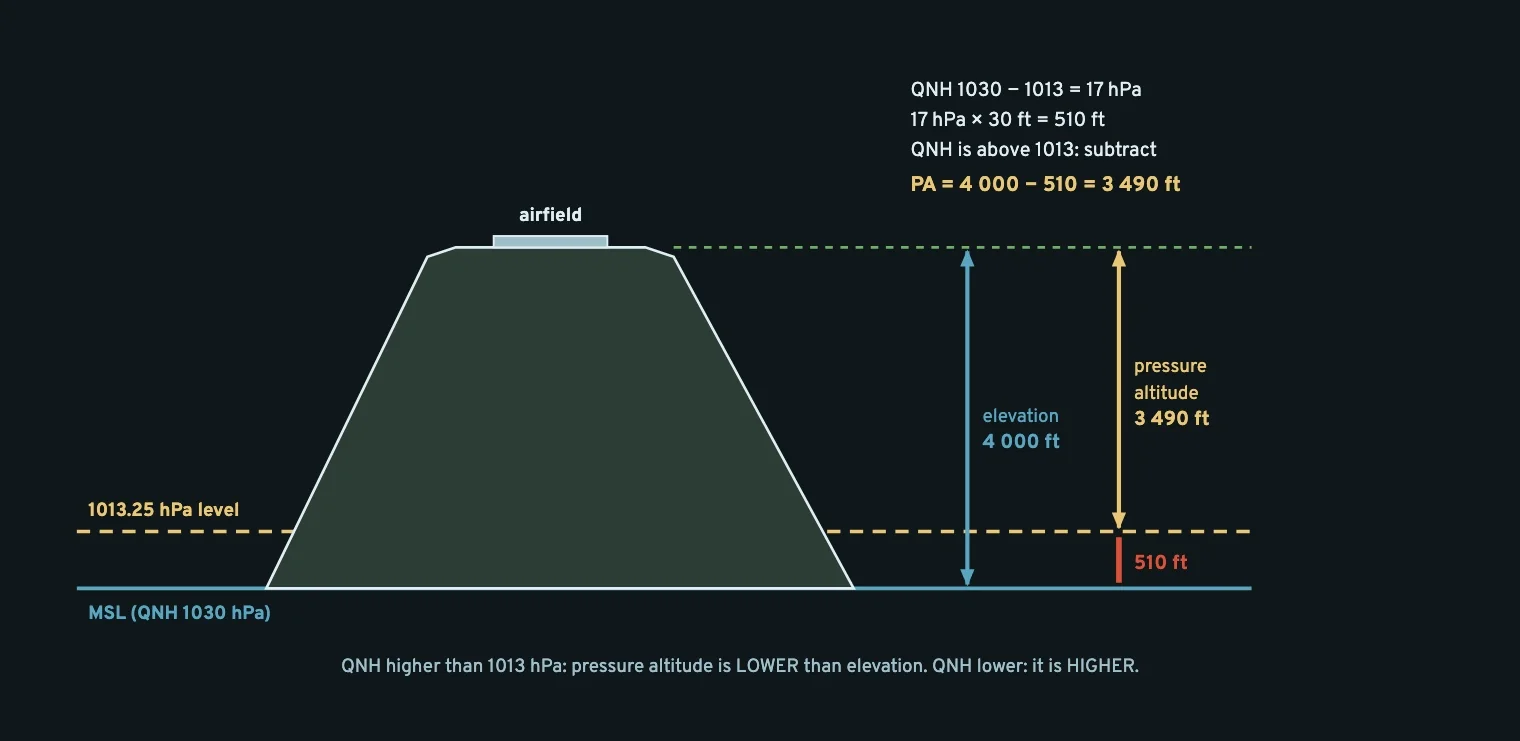 QNH 1030 − 1013 = 17 hPa
17 hPa × 30 ft = 510 ft
QNH is above 1013: subtract
PA = 4 000 − 510 = 3 490 ft
airfield
pressure
altitude
3 490 ft
elevation
4 000 ft
1013.25 hPa level
510 ft
MSL (QNH 1030 hPa)
QNH higher than 1013 hPa: pressure altitude is LOWER than elevation. QNH lower: it is HIGHER.